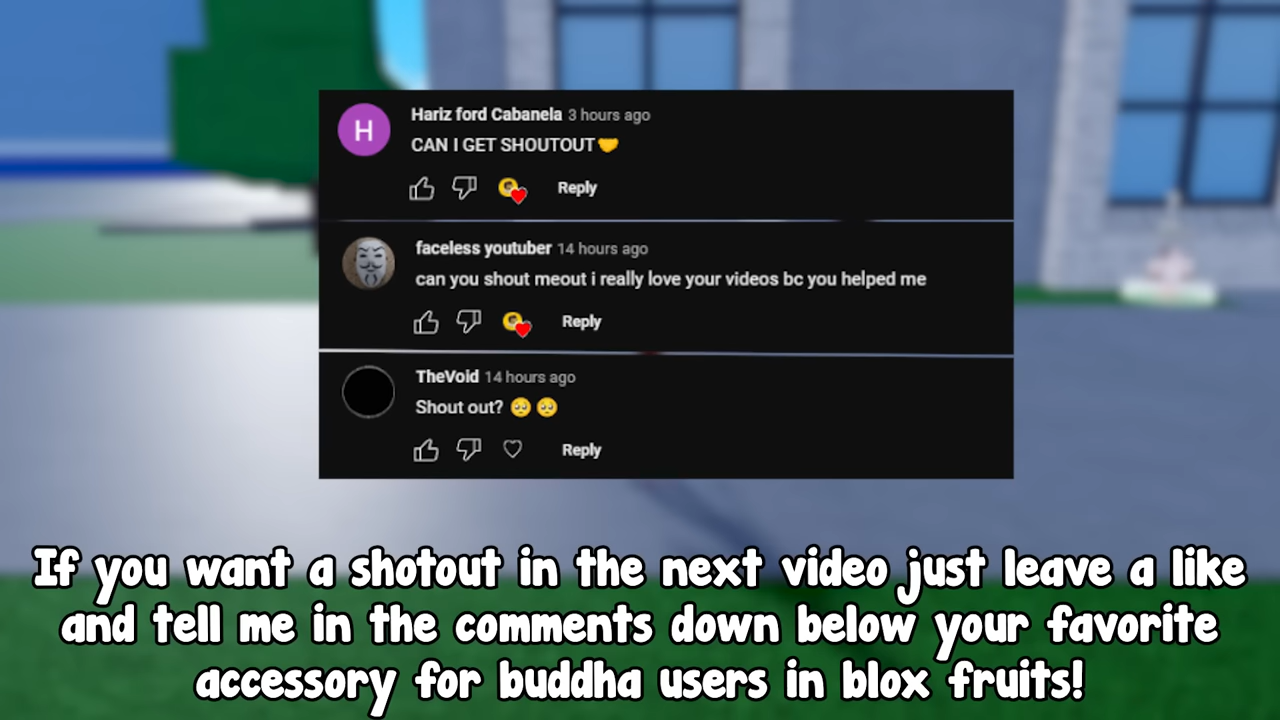 H
Hariz ford Cabanela 3 hours ago
CAN I GET SHOUTOUT🤝
Reply
faceless youtuber 14 hours ago
can you shout meout i really love your videos bc you helped me
Reply
TheVoid 14 hours ago
Shout out? 🥺 🥺
Reply
If you want a shotout in the next video just leave a like
and tell me in the comments down below your favorite
accessory for buddha users in blox fruits!